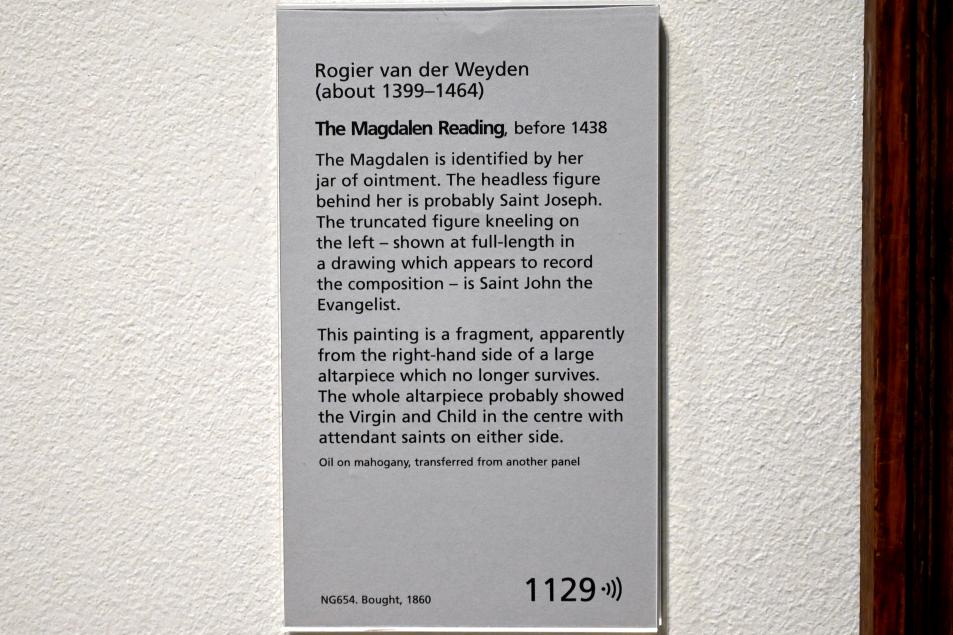 Rogier van der Weyden
(about 1399–1464)
The Magdalen Reading, before 1438
The Magdalen is identified by her
jar of ointment. The headless figure
behind her is probably Saint Joseph.
The truncated figure kneeling on
the left – shown at full-length in
a drawing which appears to record
the composition – is Saint John the
Evangelist.
This painting is a fragment, apparently
from the right-hand side of a large
altarpiece which no longer survives.
The whole altarpiece probably showed
the Virgin and Child in the centre with
attendant saints on either side.
Oil on mahogany, transferred from another panel
NG654. Bought, 1860
1129